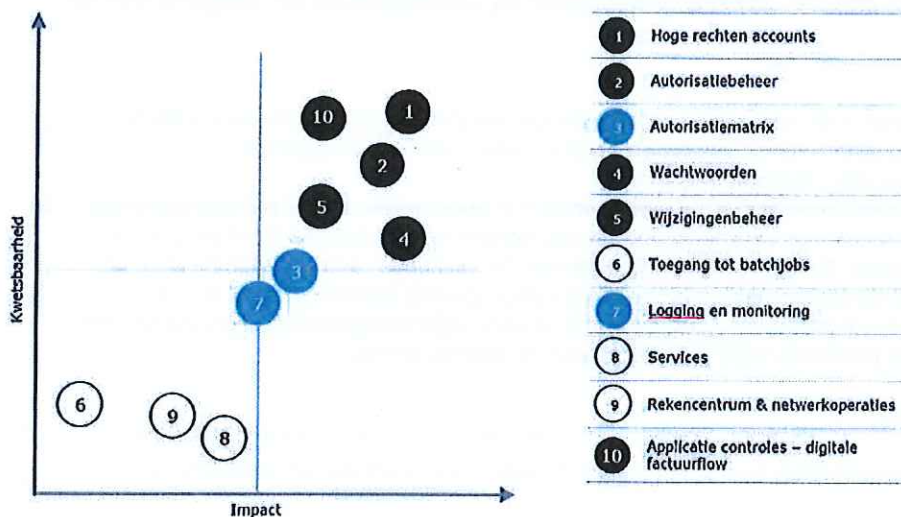 Kwetsbaarheid
10
1
2
5
4
3
7
6
9
8
Impact
1 Hoge rechten accounts
2 Autorisatiebeheer
3 Autorisatiematrix
4 Wachtwoorden
5 Wijzigingenbeheer
6 Toegang tot batchjobs
7 Logging en monitoring
8 Services
9 Rekencentrum & netwerkoperaties
10 Applicatie controles – digitale
factuurflow